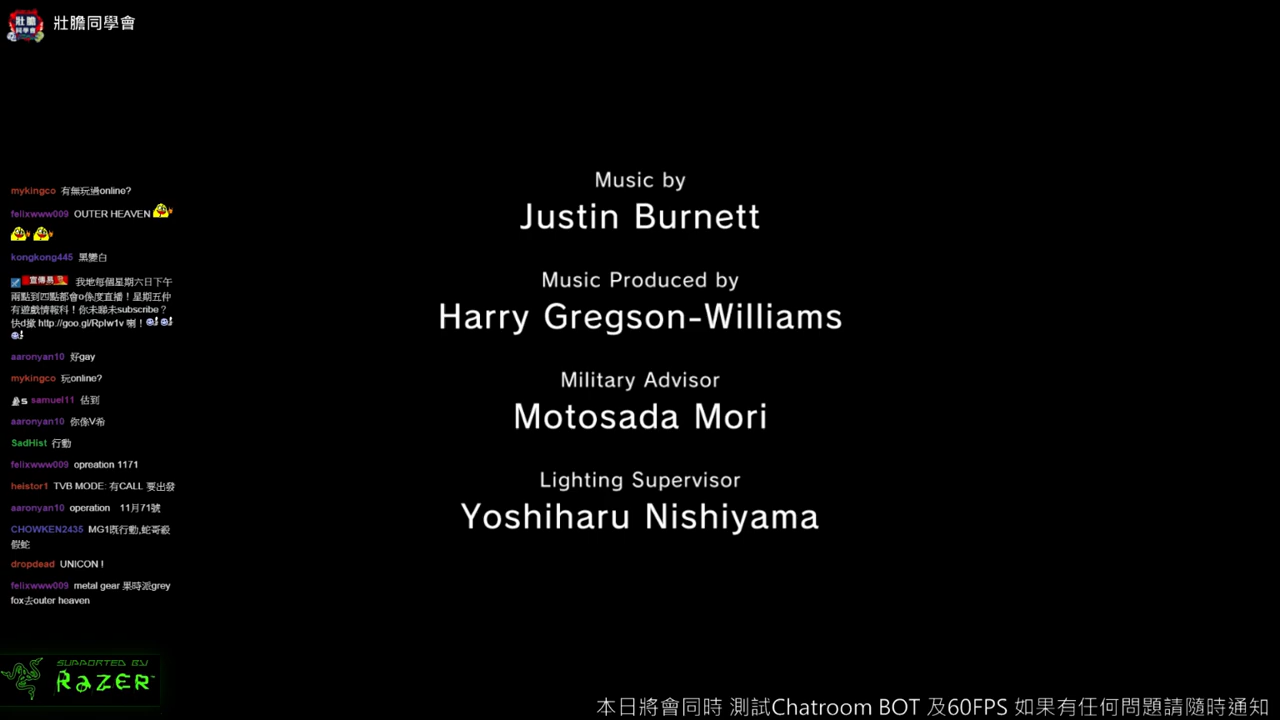 壯膽同學會
Music by
Justin Burnett
Music Produced by
Harry Gregson-Williams
Military Advisor
Motosada Mori
Lighting Supervisor
Yoshiharu Nishiyama
mykingco 有無玩過online?
felixwww009 OUTER HEAVEN
kongkong445 黑變白
我地每個星期六日下午
兩點到四點都會o係度直播！星期五仲
有遊戲情報科！你未睇未subscribe？
快d撳 http://goo.gl/RpIw1v 喇！
aaronyan10 好gay
mykingco 玩online?
samuel11 估到
aaronyan10 你係V希
SadHist 行動
felixwww009 opreation 1171
heistor1 TVB MODE: 有CALL 要出發
aaronyan10 operation 11月71號
CHOWKEN2435 MG1既行動,蛇哥殺
假蛇
dropdead UNICON !
felixwww009 metal gear 果時派grey
fox去outer heaven
SUPPORTED BY
RAZER
本日將會同時 測試Chatroom BOT 及60FPS 如果有任何問題請隨時通知